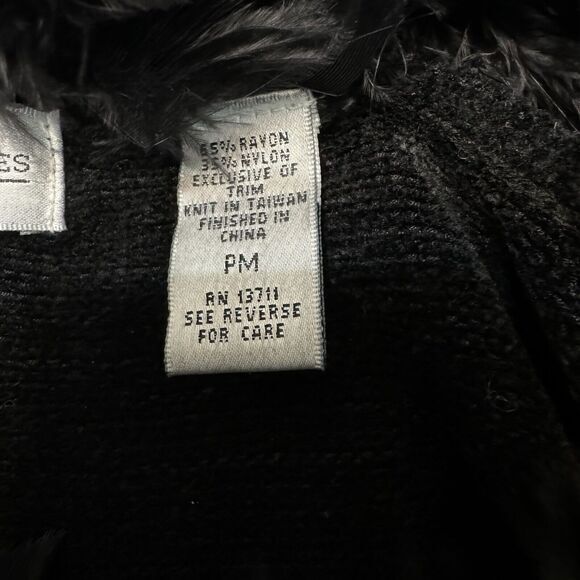 ES
65% RAYON
35% NYLON
EXCLUSIVE OF
TRIM
KNIT IN TAIWAN
FINISHED IN
CHINA
PM
RN 13711
SEE REVERSE
FOR CARE